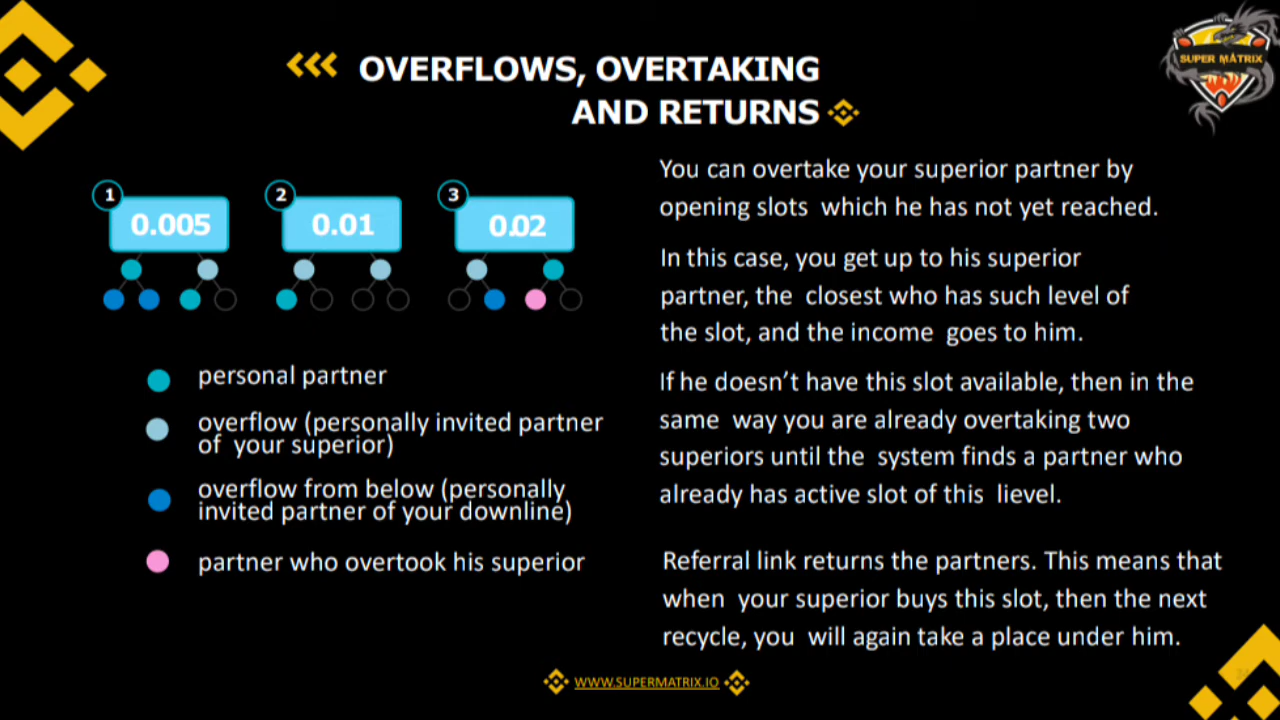 OVERFLOWS, OVERTAKING
AND RETURNS
SUPER MATRIX
1
0.005
2
0.01
3
0.02
personal partner
overflow (personally invited partner
of your superior)
overflow from below (personally
invited partner of your downline)
partner who overtook his superior
You can overtake your superior partner by
opening slots which he has not yet reached.
In this case, you get up to his superior
partner, the closest who has such level of
the slot, and the income goes to him.
If he doesn't have this slot available, then in the
same way you are already overtaking two
superiors until the system finds a partner who
already has active slot of this lievel.
Referral link returns the partners. This means that
when your superior buys this slot, then the next
recycle, you will again take a place under him.
WWW.SUPERMATRIX.IO